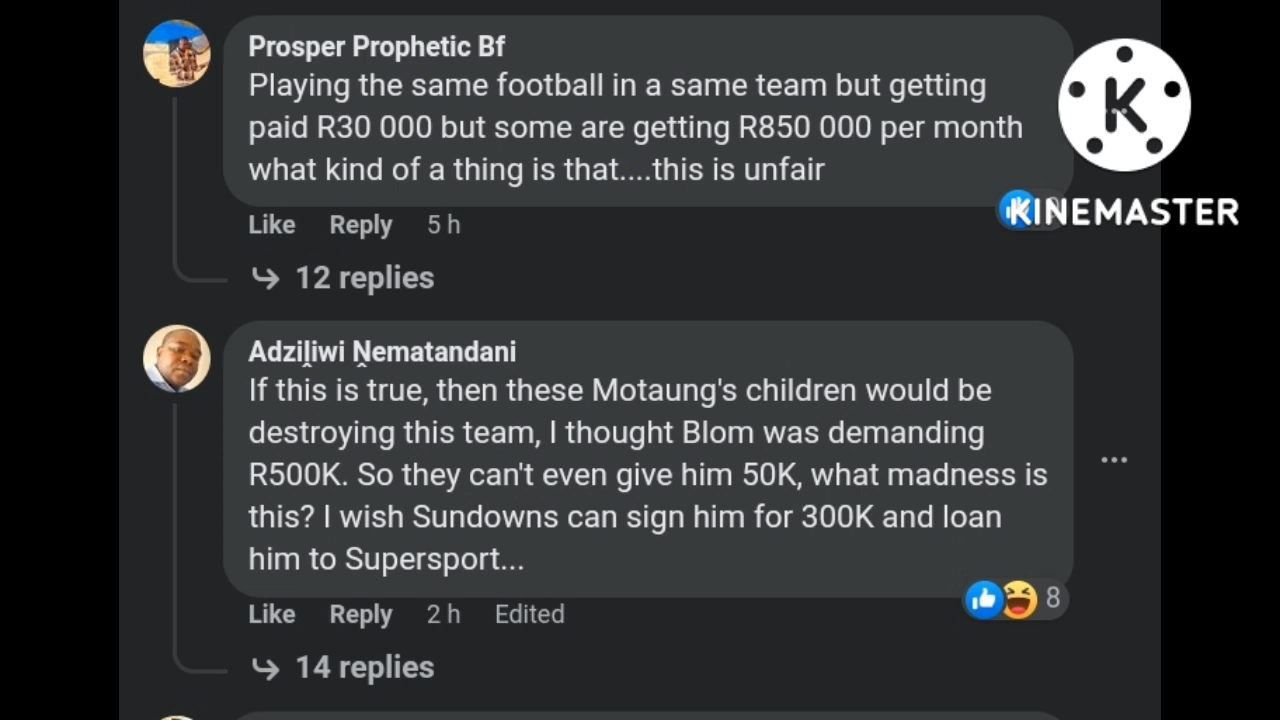 Prosper Prophetic Bf
Playing the same football in a same team but getting
paid R30 000 but some are getting R850 000 per month
what kind of a thing is that....this is unfair
Like Reply 5 h
K
KINEMASTER
12 replies
Adziḽiwi Ṋematandani
If this is true, then these Motaung's children would be
destroying this team, I thought Blom was demanding
R500K. So they can't even give him 50K, what madness is
this? I wish Sundowns can sign him for 300K and loan
him to Supersport...
Like Reply 2 h Edited
8
14 replies